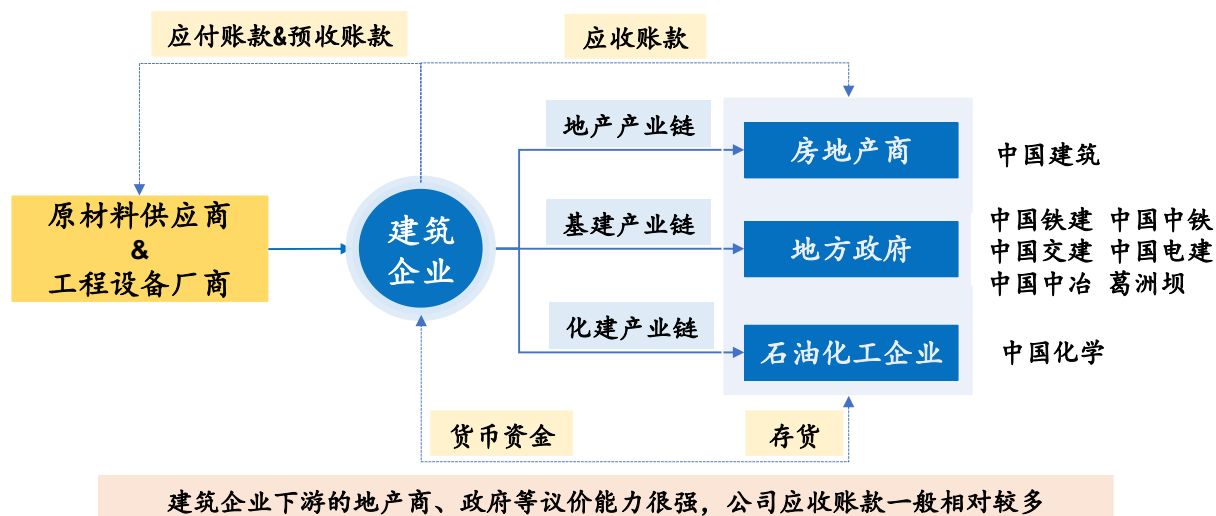 应付账款&预收账款
应收账款
地产产业链
房地产商
中国建筑
原材料供应商
&
工程设备厂商
建筑
企业
基建产业链
地方政府
中国铁建 中国中铁
中国交建 中国电建
中国中冶 葛洲坝
化建产业链
石油化工企业
中国化学
货币资金
存货
建筑企业下游的地产商、政府等议价能力很强，公司应收账款一般相对较多